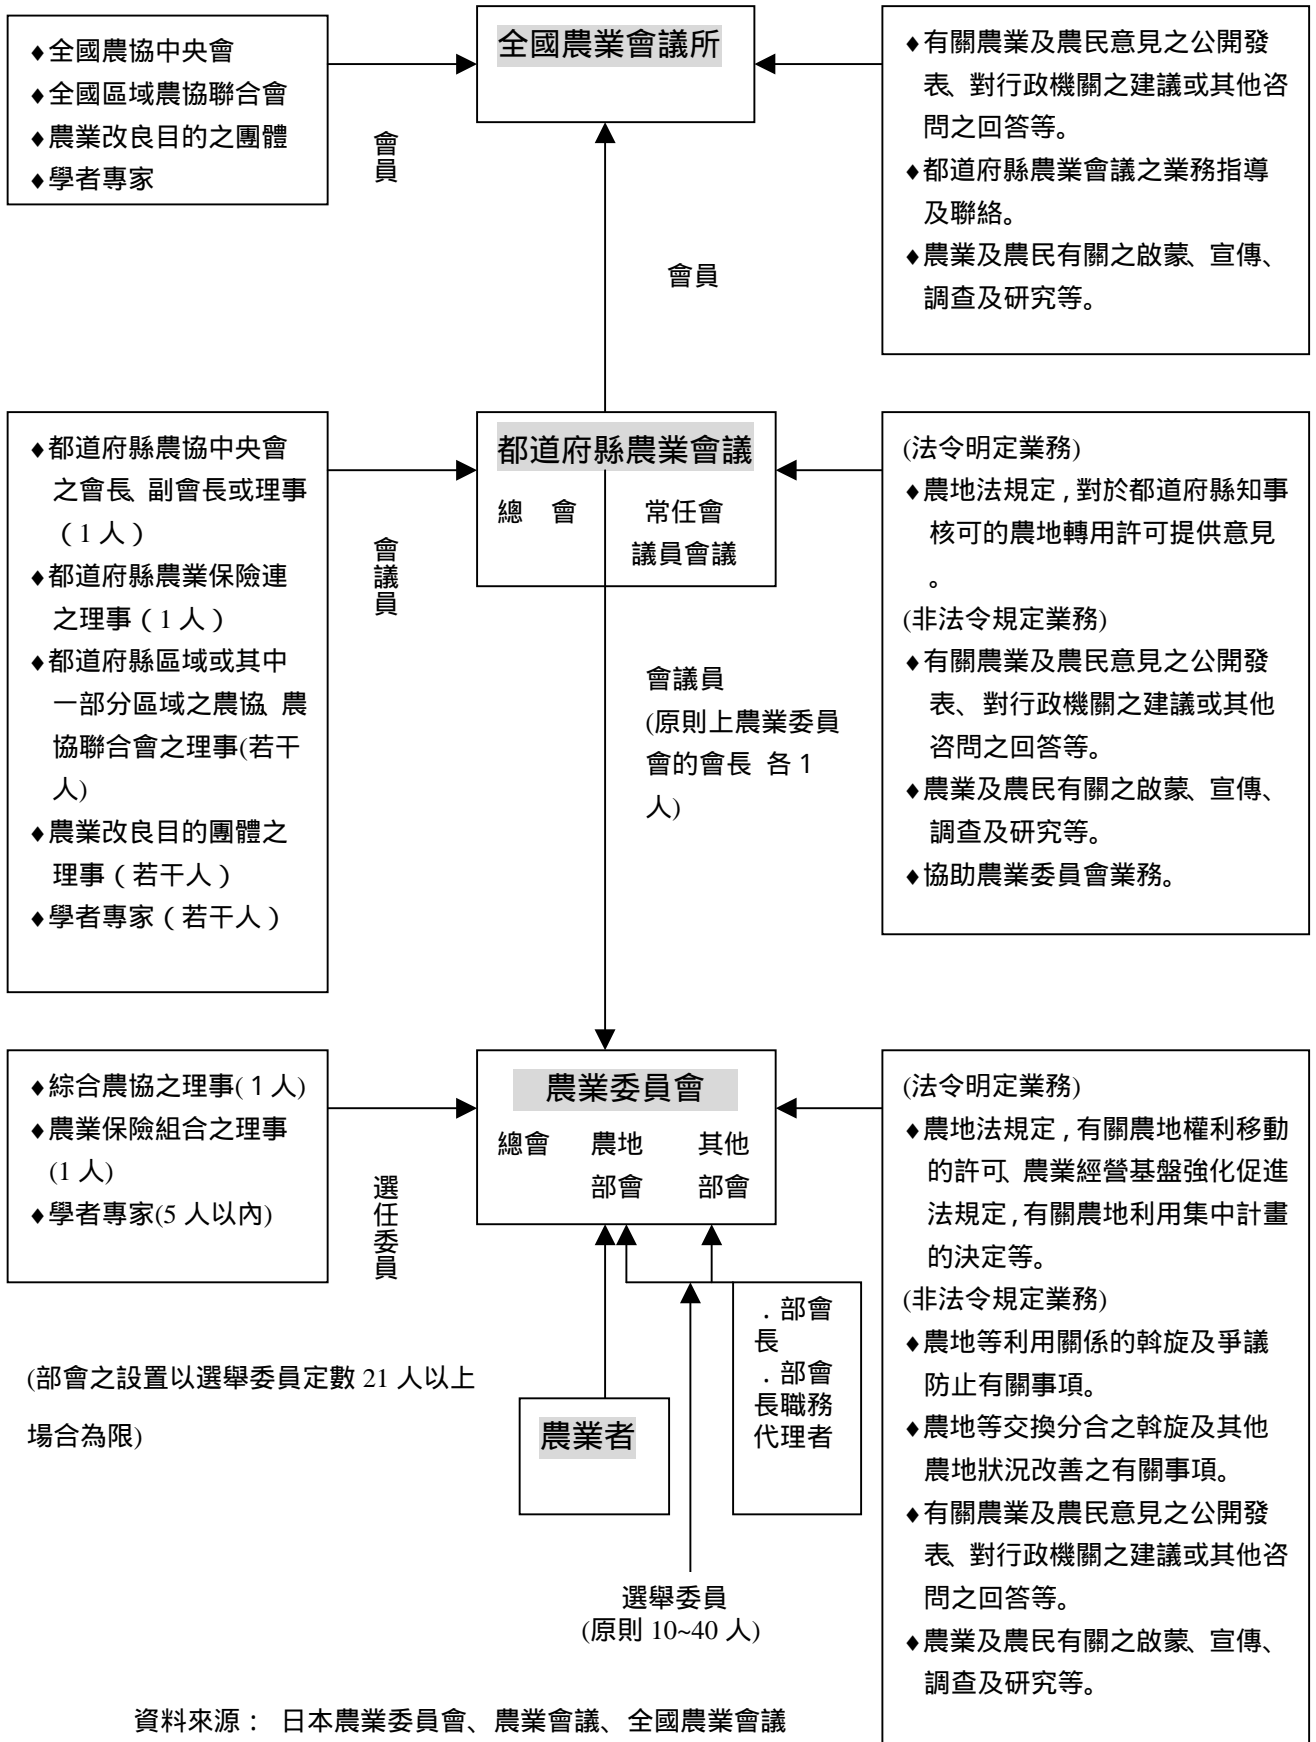 ♦全國農協中央會
♦全國區域農協聯合會
♦農業改良目的之團體
♦學者專家
會員
全國農業會議所
♦有關農業及農民意見之公開發
表、對行政機關之建議或其他咨
問之回答等。
♦都道府縣農業會議之業務指導
及聯絡。
♦農業及農民有關之啟蒙、宣傳、
調查及研究等。
會員
♦都道府縣農協中央會
之會長、副會長或理事
（1 人）
♦都道府縣農業保險連
之理事（1 人）
♦都道府縣區域或其中
一部分區域之農協、農
協聯合會之理事(若干
人)
♦農業改良目的團體之
理事（若干人）
♦學者專家（若干人）
會議員
都道府縣農業會議
總　會　　常任會
議員會議
(法令明定業務)
♦農地法規定，對於都道府縣知事
核可的農地轉用許可提供意見
。
(非法令規定業務)
♦有關農業及農民意見之公開發
表、對行政機關之建議或其他
咨問之回答等。
♦農業及農民有關之啟蒙、宣傳、
調查及研究等。
♦協助農業委員會業務。
會議員
(原則上農業委員
會的會長 各 1
人)
♦綜合農協之理事(1 人)
♦農業保險組合之理事
(1 人)
♦學者專家(5 人以內)
選任委員
農業委員會
總會　農地　其他
部會　部會
(法令明定業務)
♦農地法規定，有關農地權利移動
的許可、農業經營基盤強化促進
法規定，有關農地利用集中計畫
的決定等。
(非法令規定業務)
♦農地等利用關係的斡旋及爭議
防止有關事項。
♦農地等交換分合之斡旋及其他
農地狀況改善之有關事項。
♦有關農業及農民意見之公開發
表、對行政機關之建議或其他咨
問之回答等。
♦農業及農民有關之啟蒙、宣傳、
調查及研究等。
(部會之設置以選舉委員定數 21 人以上
場合為限)
農業者
．部會
長
．部會
長職務
代理者
選舉委員
(原則 10~40 人)
資料來源： 日本農業委員會、農業會議、全國農業會議